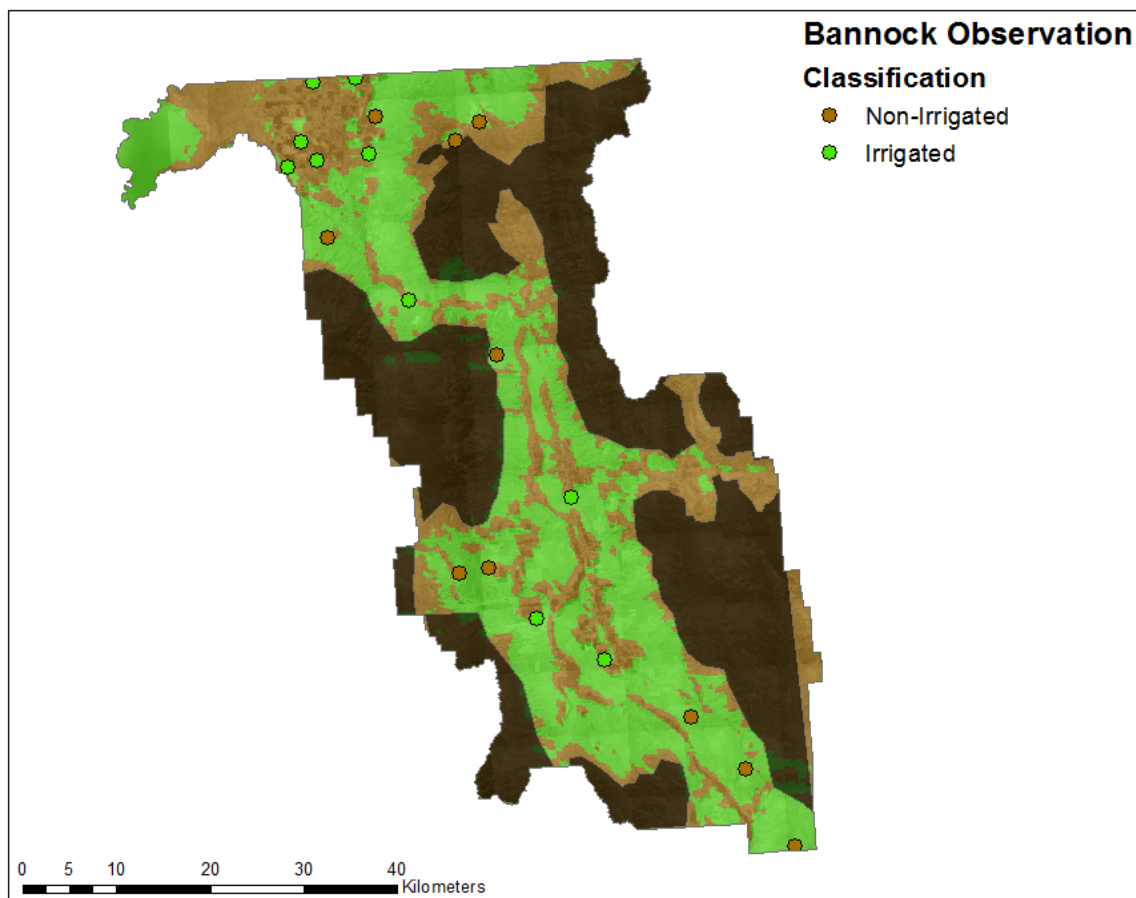 Bannock Observation
Classification
Non-Irrigated
Irrigated
0 5 10 20 30 40
Kilometers